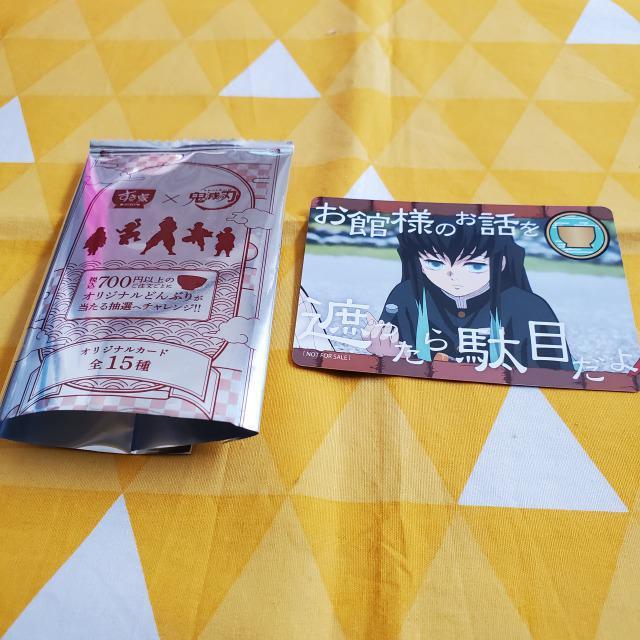 すき家
×
鬼滅の刃
税込
700円以上の
ご注文ごとに
オリジナルどんぶりが
当たる抽選へチャレンジ!!
オリジナルカード
全15種
お館様のお話を
遮ったら駄目だよ
[NOT FOR SALE]